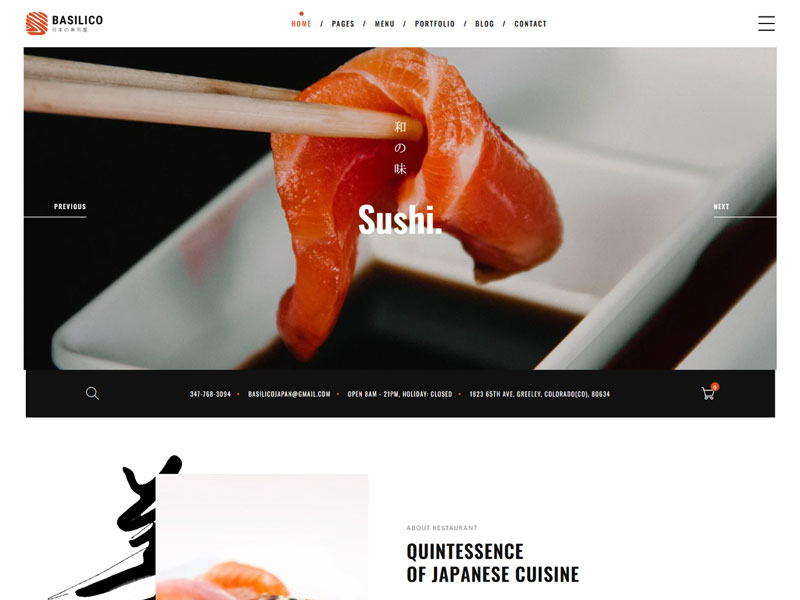 BASILICO
日本の寿司屋
HOME / PAGES / MENU / PORTFOLIO / BLOG / CONTACT
和の味
Sushi.
PREVIOUS
NEXT
347-768-3094 • BASILICOJAPAN@GMAIL.COM • OPEN 8AM - 21PM, HOLIDAY: CLOSED • 1823 65TH AVE, GREELEY, COLORADO(CO), 80634
0
ABOUT RESTAURANT
QUINTESSENCE
OF JAPANESE CUISINE